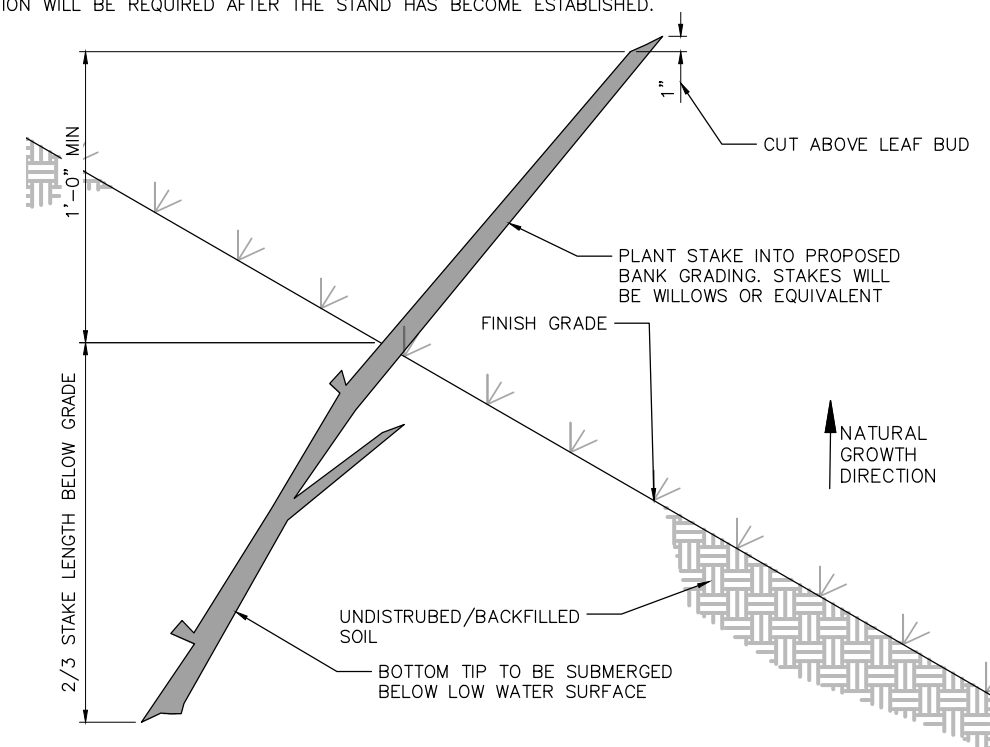 ION WILL BE REQUIRED AFTER THE STAND HAS BECOME ESTABLISHED.
1"
CUT ABOVE LEAF BUD
1'-0" MIN
PLANT STAKE INTO PROPOSED
BANK GRADING. STAKES WILL
BE WILLOWS OR EQUIVALENT
FINISH GRADE
NATURAL
GROWTH
DIRECTION
2/3 STAKE LENGTH BELOW GRADE
UNDISTRUBED/BACKFILLED
SOIL
BOTTOM TIP TO BE SUBMERGED
BELOW LOW WATER SURFACE